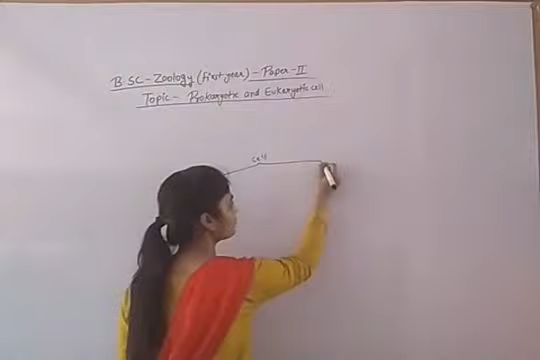 B.SC - Zoology (first year) - Paper - II
Topic - Prokaryotic and Eukaryotic cell
Cell